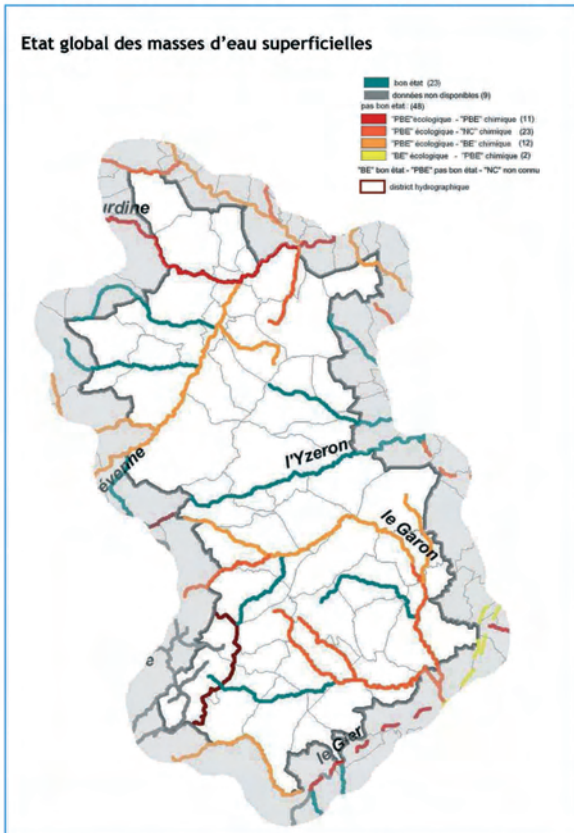 Etat global des masses d'eau superficielles
bon état (23)
données non disponibles (9)
pas bon état : (48)
"PBE" écologique - "PBE" chimique (11)
"PBE" écologique - "NC" chimique (23)
"PBE" écologique - "BE" chimique (12)
"BE" écologique - "PBE" chimique (2)
"BE" bon état - "PBE" pas bon état - "NC" non connu
district hydrographique
urdine
l'Yzeron
évenne
le Garon
e
le Gier